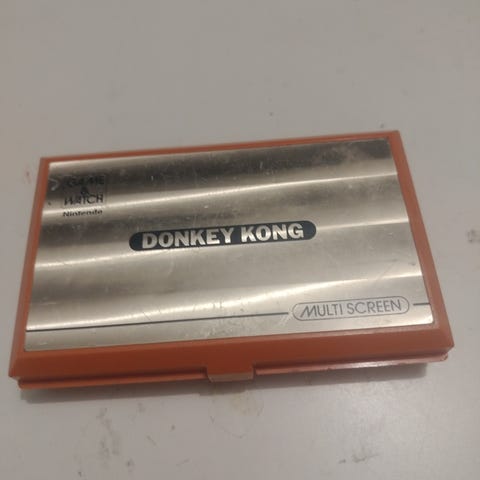 GAME
&
WATCH
Nintendo
DONKEY KONG
MULTI SCREEN